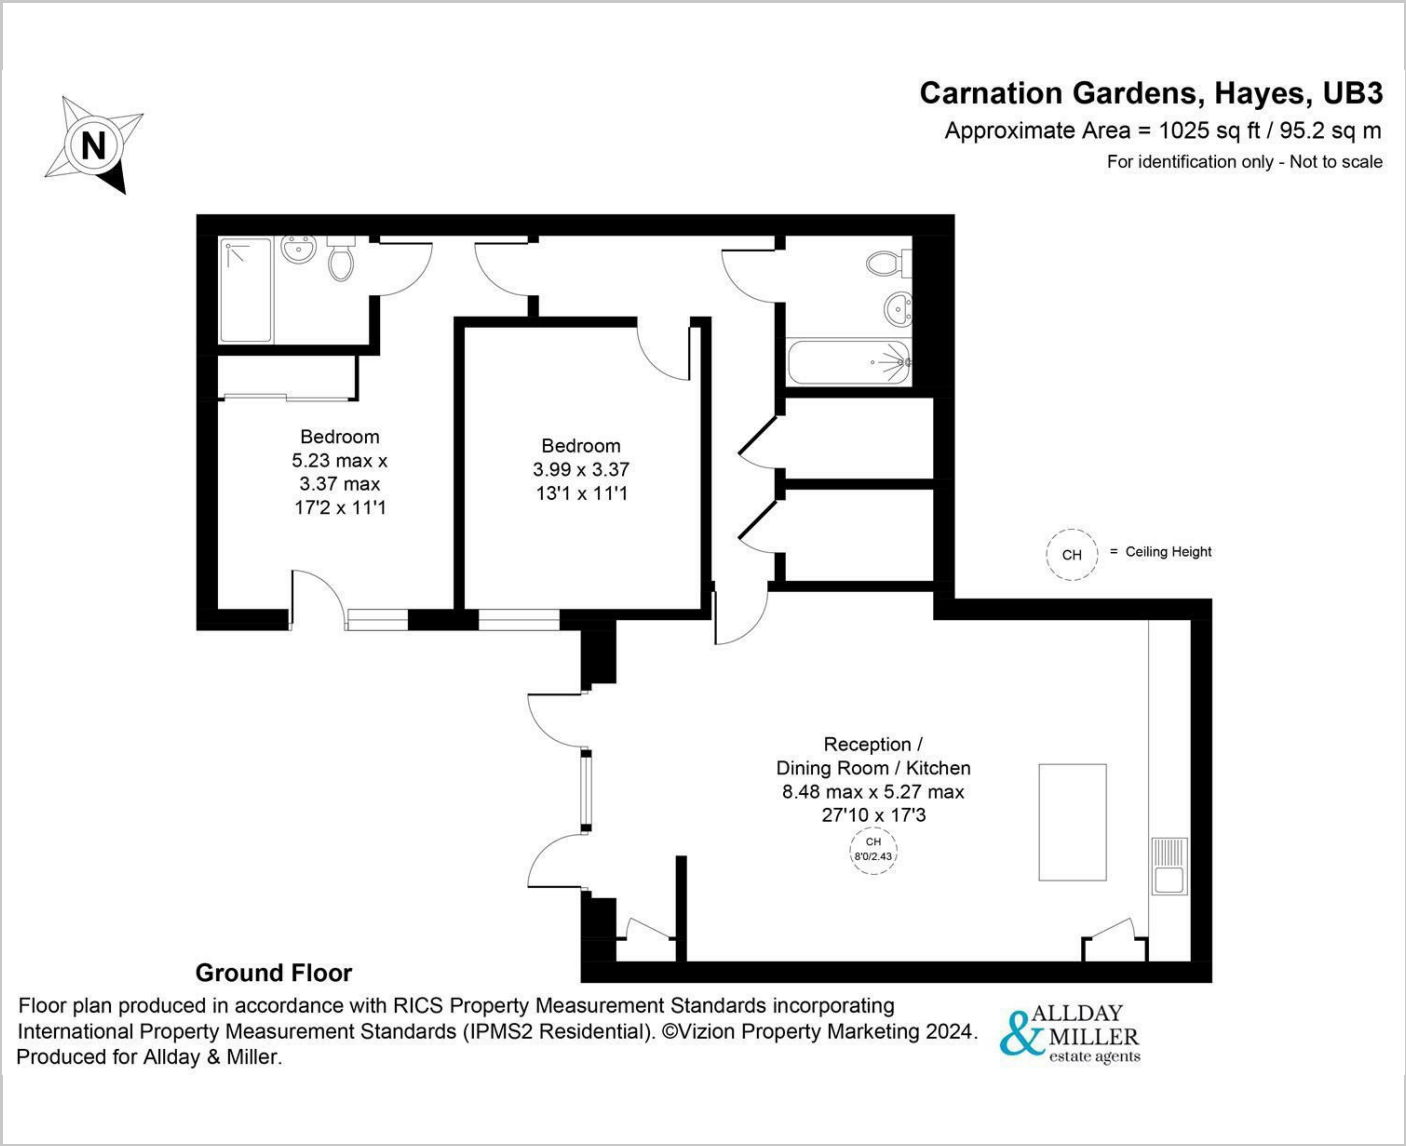 N
Carnation Gardens, Hayes, UB3
Approximate Area = 1025 sq ft / 95.2 sq m
For identification only - Not to scale
Bedroom
5.23 max x
3.37 max
17'2 x 11'1
Bedroom
3.99 x 3.37
13'1 x 11'1
CH
= Ceiling Height
Reception /
Dining Room / Kitchen
8.48 max x 5.27 max
27'10 x 17'3
CH
8'0/2.43
Ground Floor
Floor plan produced in accordance with RICS Property Measurement Standards incorporating
International Property Measurement Standards (IPMS2 Residential). ©Vizion Property Marketing 2024.
Produced for Allday & Miller.
ALLDAY
& MILLER
estate agents